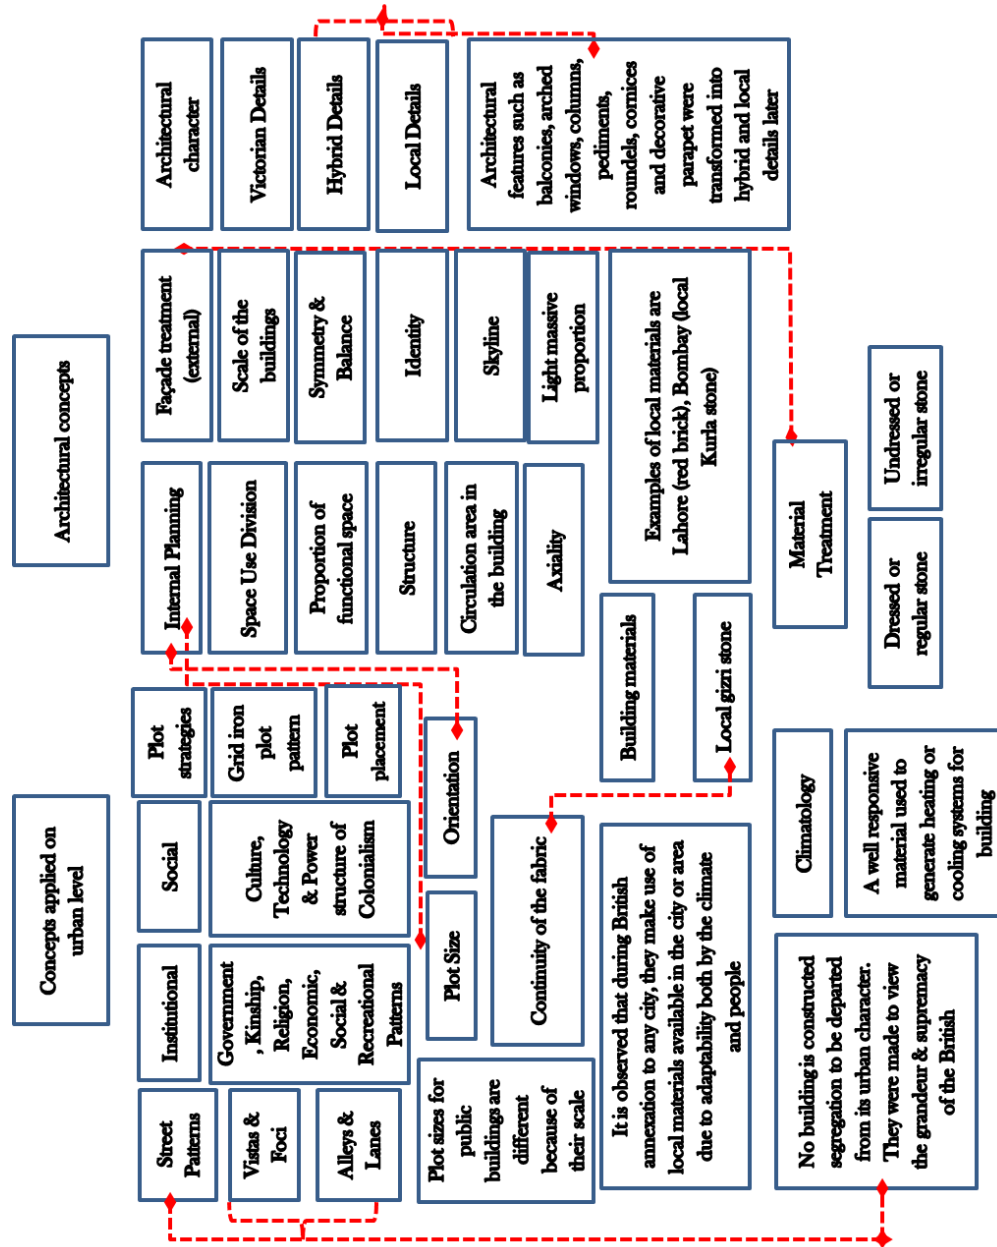 Concepts applied on
urban level
Architectural concepts
Street
Patterns
Vistas &
Foci
Alleys &
Lanes
Institutional
Government
, Kinship,
Religion,
Economic,
Social &
Recreational
Patterns
Social
Culture,
Technology
& Power
structure of
Colonialism
Plot
strategies
Grid iron
plot
pattern
Plot
placement
Internal Planning
Space Use Division
Proportion of
functional space
Structure
Circulation area in
the building
Axiality
Façade treatment
(external)
Scale of the
buildings
Symmetry &
Balance
Identity
Skyline
Light massive
proportion
Architectural
character
Victorian Details
Hybrid Details
Local Details
Architectural
features such as
balconies, arched
windows, columns,
pediments,
roundels, cornices
and decorative
parapet were
transformed into
hybrid and local
details later
Plot sizes for
public
buildings are
different
because of
their scale
Plot Size
Orientation
Continuity of the fabric
It is observed that during British
annexation to any city, they make use of
local materials available in the city or area
due to adaptability both by the climate
and people
Building materials
Local gizri stone
Examples of local materials are
Lahore (red brick), Bombay (local
Kurla stone)
No building is constructed
segregation to be departed
from its urban character.
They were made to view
the grandeur & supremacy
of the British
Climatology
A well responsive
material used to
generate heating or
cooling systems for
building
Material
Treatment
Dressed or
regular stone
Undressed or
irregular stone